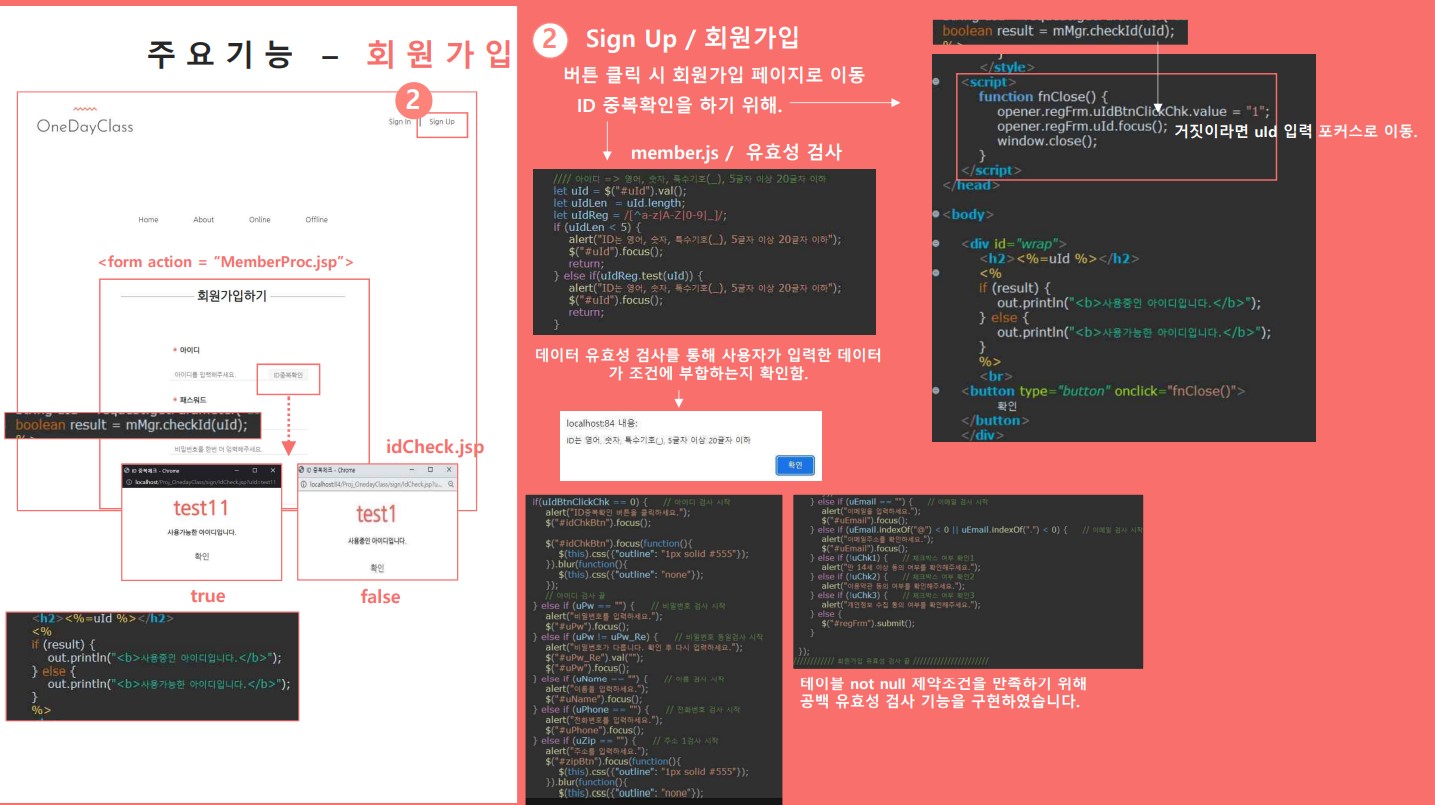 주요기능 – 회원가입
2
OneDayClass
Sign In | Sign Up
Home About Online Offline
<form action = "MemberProc.jsp">
회원가입하기
* 아이디
아이디를 입력해주세요.
ID중복확인
* 패스워드
boolean result = mMgr.checkId(uId);
비밀번호를 한번 더 입력해주세요.
idCheck.jsp
ID 중복체크 - Chrome
localhost/Proj_OnedayClass/sign/idCheck.jsp?uId=test11
test11
사용가능한 아이디입니다.
확인
true
ID 중복체크 - Chrome
localhost:84/Proj_OnedayClass/sign/idCheck.jsp?u...
test1
사용중인 아이디입니다.
확인
false
<h2><%=uId %></h2>
<%
if (result) {
out.println("<b>사용중인 아이디입니다.</b>");
} else {
out.println("<b>사용가능한 아이디입니다.</b>");
}
%>
2 Sign Up / 회원가입
버튼 클릭 시 회원가입 페이지로 이동
ID 중복확인을 하기 위해.
member.js / 유효성 검사
//// 아이디 => 영어, 숫자, 특수기호(_), 5글자 이상 20글자 이하
let uId = $("#uId").val();
let uIdLen = uId.length;
let uIdReg = /[^a-z|A-Z|0-9|_]/;
if (uIdLen < 5) {
alert("ID는 영어, 숫자, 특수기호(_), 5글자 이상 20글자 이하");
$("#uId").focus();
return;
} else if(uIdReg.test(uId)) {
alert("ID는 영어, 숫자, 특수기호(_), 5글자 이상 20글자 이하");
$("#uId").focus();
return;
}
데이터 유효성 검사를 통해 사용자가 입력한 데이터
가 조건에 부합하는지 확인함.
localhost:84 내용:
ID는 영어, 숫자, 특수기호(_), 5글자 이상 20글자 이하
확인
if(uIdBtnClickChk == 0) { // 아이디 검사 시작
alert("ID중복확인 버튼을 클릭하세요.");
$("#idChkBtn").focus();
$("#idChkBtn").focus(function(){
$(this).css({"outline": "1px solid #555"});
}).blur(function(){
$(this).css({"outline": "none"});
});
// 아이디 검사 끝
} else if (uPw == "") { // 비밀번호 검사 시작
alert("비밀번호를 입력하세요.");
$("#uPw").focus();
} else if (uPw != uPw_Re) { // 비밀번호 동일검사 시작
alert("비밀번호가 다릅니다. 확인 후 다시 입력하세요.");
$("#uPw_Re").val("");
$("#uPw").focus();
} else if (uName == "") { // 이름 검사 시작
alert("이름을 입력하세요.");
$("#uName").focus();
} else if (uPhone == "") { // 전화번호 검사 시작
alert("전화번호를 입력하세요.");
$("#uPhone").focus();
} else if (uZip == "") { // 주소 1검사 시작
alert("주소를 입력하세요.");
$("#zipBtn").focus(function(){
$(this).css({"outline": "1px solid #555"});
}).blur(function(){
$(this).css({"outline": "none"});
} else if (uEmail == "") { // 이메일 검사 시작
alert("이메일을 입력하세요.");
$("#uEmail").focus();
} else if (uEmail.indexOf("@") < 0 || uEmail.indexOf(".") < 0) { // 이메일 검사 시작
alert("이메일주소를 확인하세요.");
$("#uEmail").focus();
} else if (!uChk1) { // 체크박스 여부 확인1
alert("만 14세 이상 동의 여부를 확인해주세요.");
} else if (!uChk2) { // 체크박스 여부 확인2
alert("이용약관 동의 여부를 확인해주세요.");
} else if (!uChk3) { // 체크박스 여부 확인3
alert("개인정보 수집 동의 여부를 확인해주세요.");
} else {
$("#regFrm").submit();
}
});
//////////// 회원가입 유효성 검사 끝 //////////////////////
테이블 not null 제약조건을 만족하기 위해
공백 유효성 검사 기능을 구현하였습니다.
boolean result = mMgr.checkId(uId);
%>
</style>
<script>
function fnClose() {
opener.regFrm.uIdBtnClickChk.value = "1";
opener.regFrm.uId.focus(); 거짓이라면 uId 입력 포커스로 이동.
window.close();
}
</script>
</head>
<body>
<div id="wrap">
<h2><%=uId %></h2>
<%
if (result) {
out.println("<b>사용중인 아이디입니다.</b>");
} else {
out.println("<b>사용가능한 아이디입니다.</b>");
}
%>
<br>
<button type="button" onclick="fnClose()">
확인
</button>
</div>